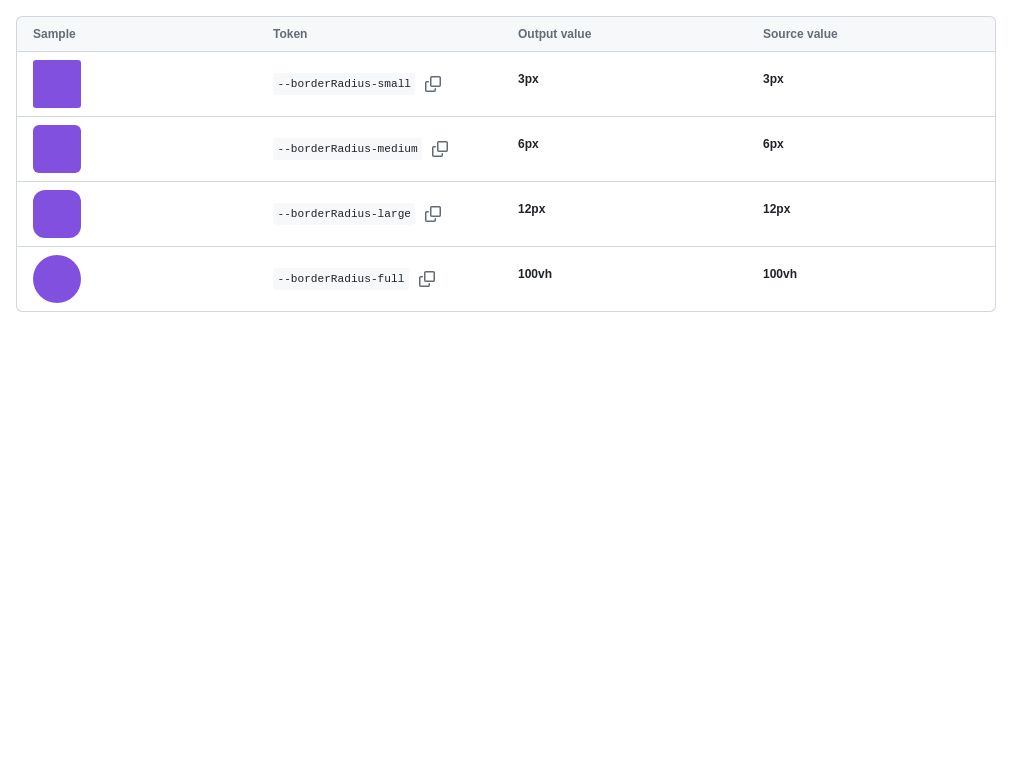 Sample Token Output value Source value
--borderRadius-small 3px 3px
--borderRadius-medium 6px 6px
--borderRadius-large 12px 12px
--borderRadius-full 100vh 100vh